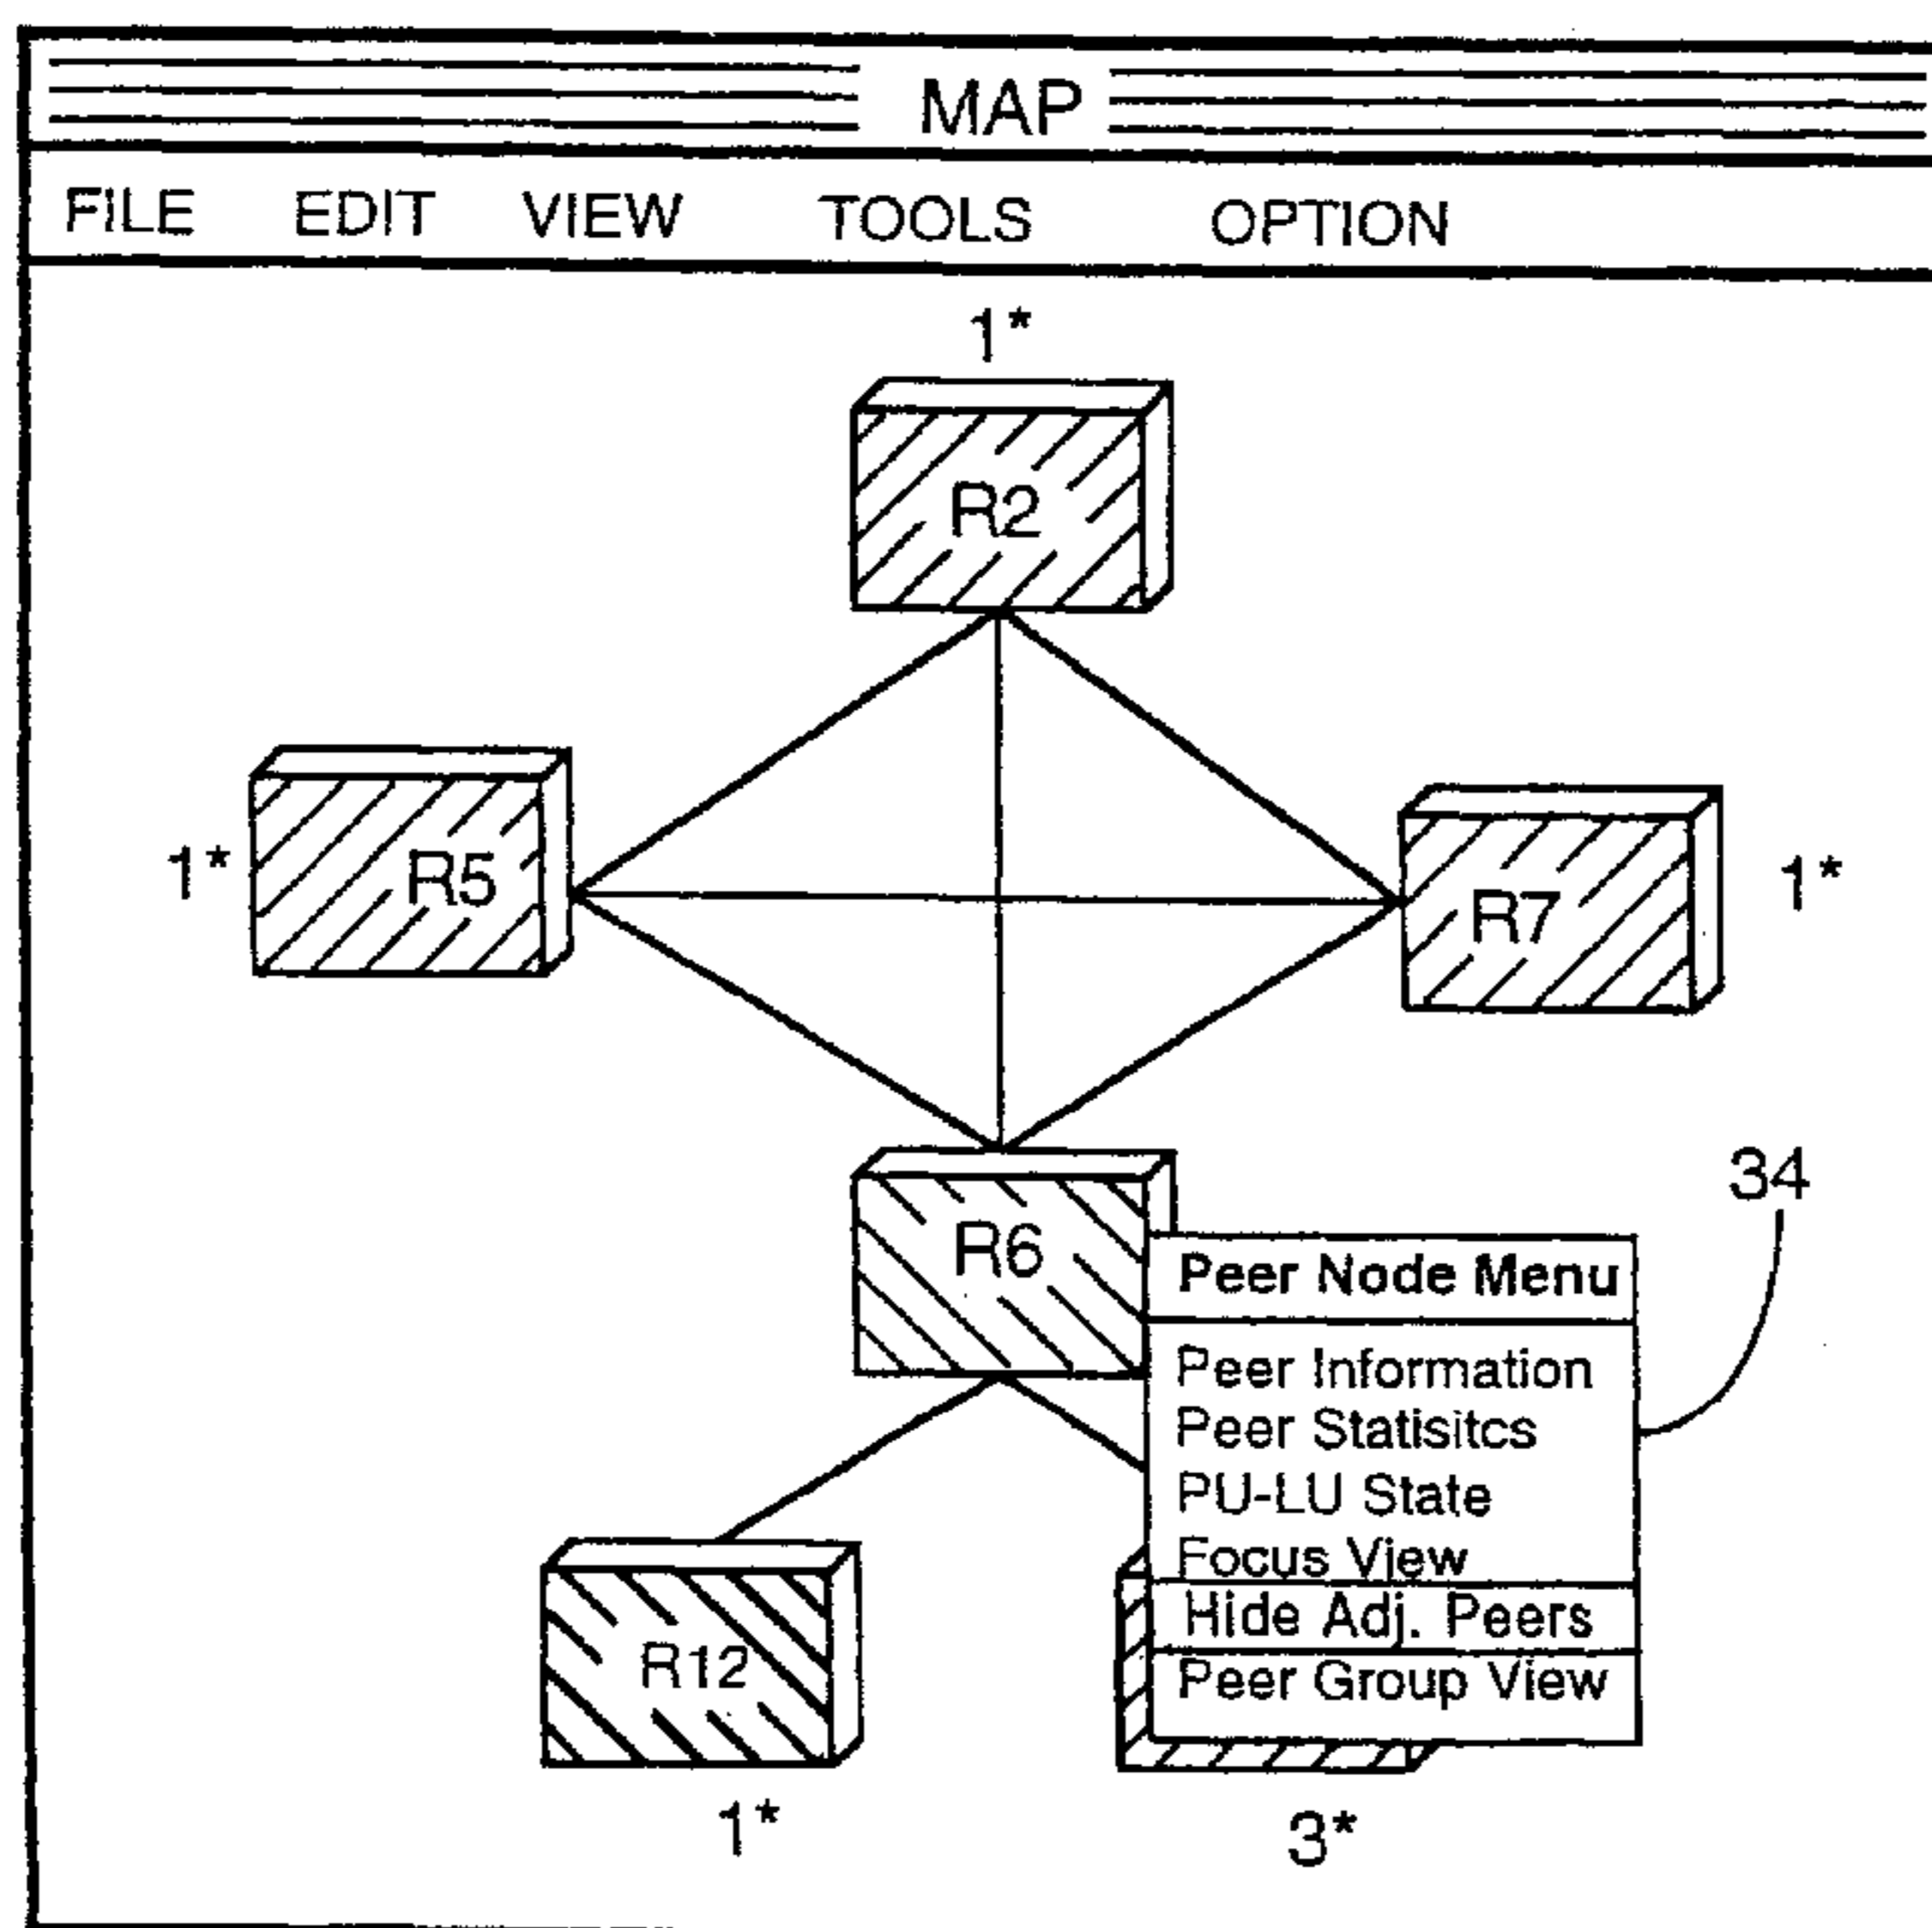 MAP
FILE EDIT VIEW TOOLS OPTION
1*
R2
1* R5
R7 1*
R6
34
Peer Node Menu
Peer Information
Peer Statisitcs
PU-LU State
Focus View
Hide Adj. Peers
Peer Group View
R12
1*
3*